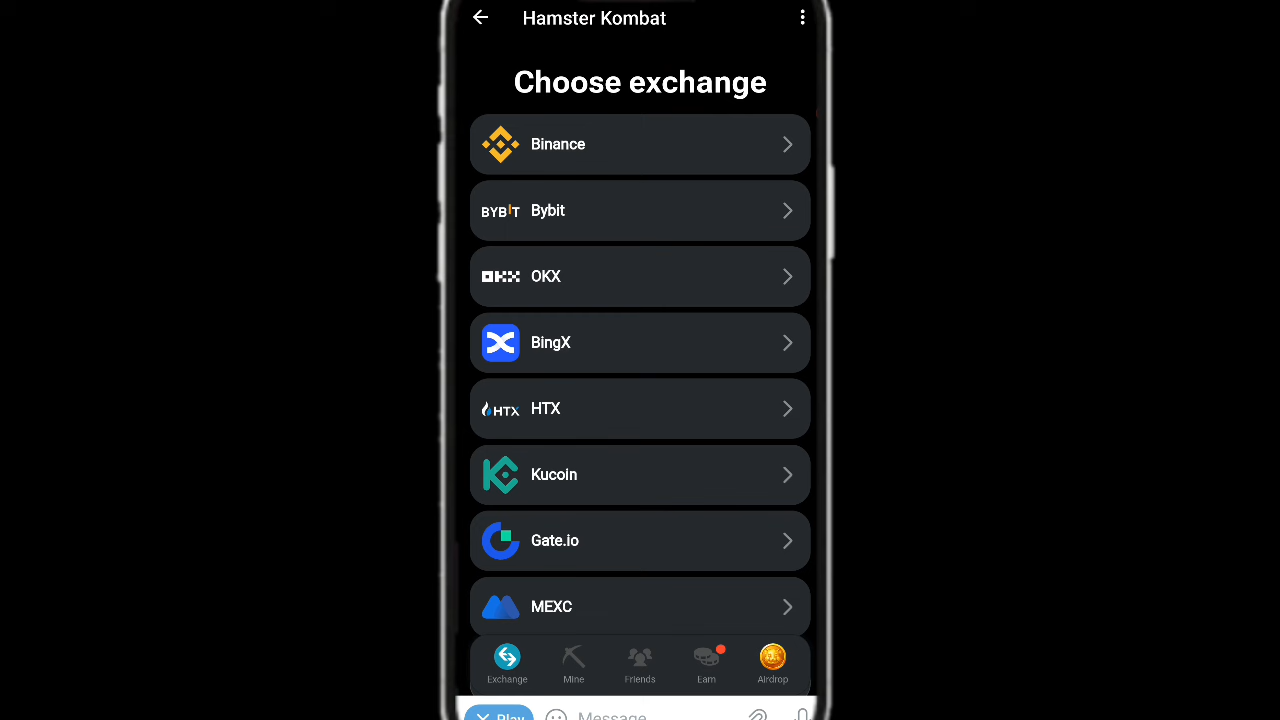 Hamster Kombat
Choose exchange
Binance
BYBIT Bybit
OKX OKX
BingX
HTX HTX
Kucoin
Gate.io
MEXC
Exchange Mine Friends Earn Airdrop
Play Message